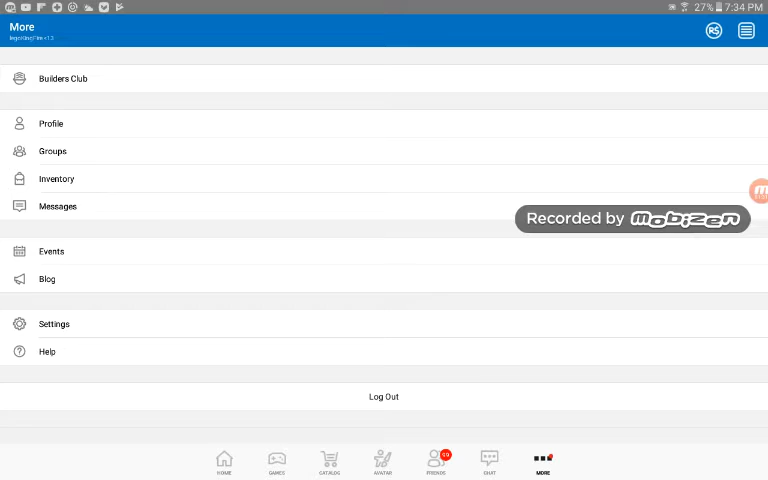 27% 7:34 PM
More
R$
Builders Club
Profile
Groups
Inventory
Messages
Recorded by mobizen
Events
Blog
Settings
Help
Log Out
99
HOME GAMES CATALOG AVATAR FRIENDS CHAT MORE